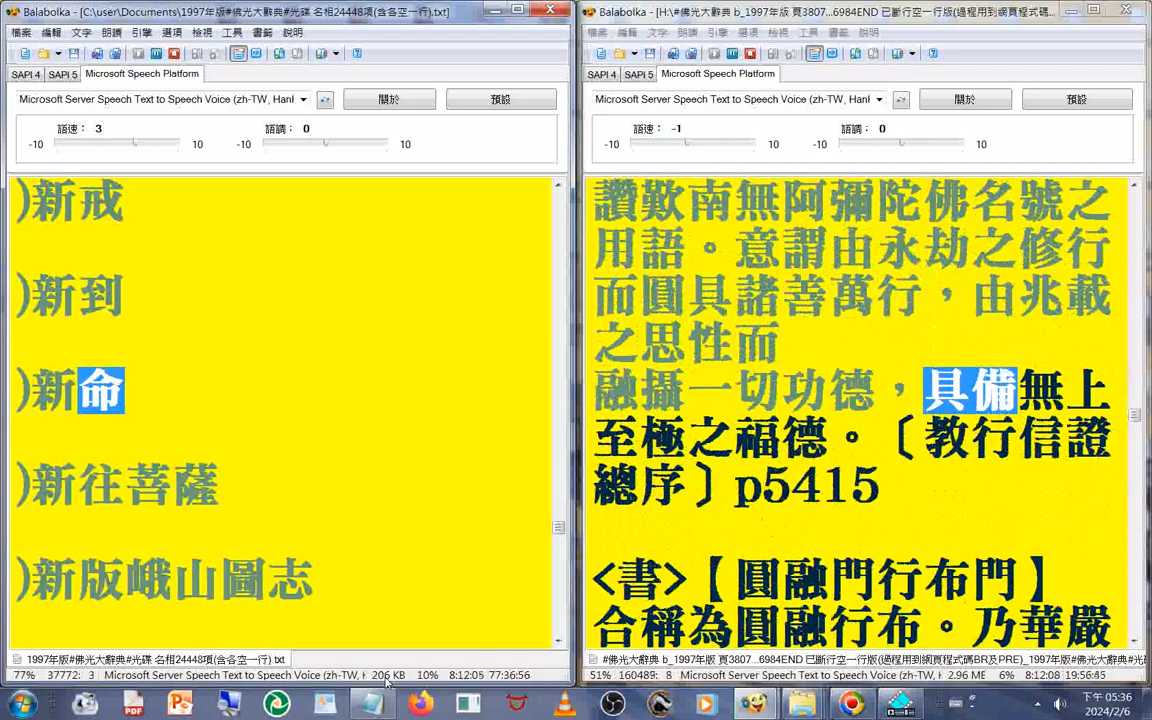 Balabolka - [C:\user\Documents\1997年版#佛光大辭典#光碟 名相24448項(含各空一行).txt]
檔案 編輯 文字 朗讀 引擎 選項 檢視 工具 書籤 說明
SAPI 4 SAPI 5 Microsoft Speech Platform
Microsoft Server Speech Text to Speech Voice (zh-TW, Hanl 關於 預設
語速： 3 語調： 0
-10 10 -10 10
)新戒
)新到
)新命
)新往菩薩
)新版峨山圖志
1997年版#佛光大辭典#光碟 名相24448項(含各空一行).txt
77% 37772: 3 Microsoft Server Speech Text to Speech Voice (zh-TW, H 206 KB 10% 8:12:05 77:36:56
Balabolka - [H:\#佛光大辭典 b_1997年版 頁3807...6984END 已斷行空一行版(過程用到網頁程式碼...
檔案 編輯 文字 朗讀 引擎 選項 檢視 工具 書籤 說明
SAPI 4 SAPI 5 Microsoft Speech Platform
Microsoft Server Speech Text to Speech Voice (zh-TW, Hanl 關於 預設
語速： -1 語調： 0
-10 10 -10 10
讚歎南無阿彌陀佛名號之
用語。意謂由永劫之修行
而圓具諸善萬行，由兆載
之思性而
融攝一切功德，具備無上
至極之福德。〔教行信證
總序〕p5415
<書>【圓融門行布門】
合稱為圓融行布。乃華嚴
#佛光大辭典 b_1997年版 頁3807...6984END 已斷行空一行版(過程用到網頁程式碼BR及PRE)_1997年#光
51% 160489: 8 Microsoft Server Speech Text to Speech Voice (zh-TW, H 2.96 ME 6% 8:12:08 19:56:45
下午 05:36
2024/2/6